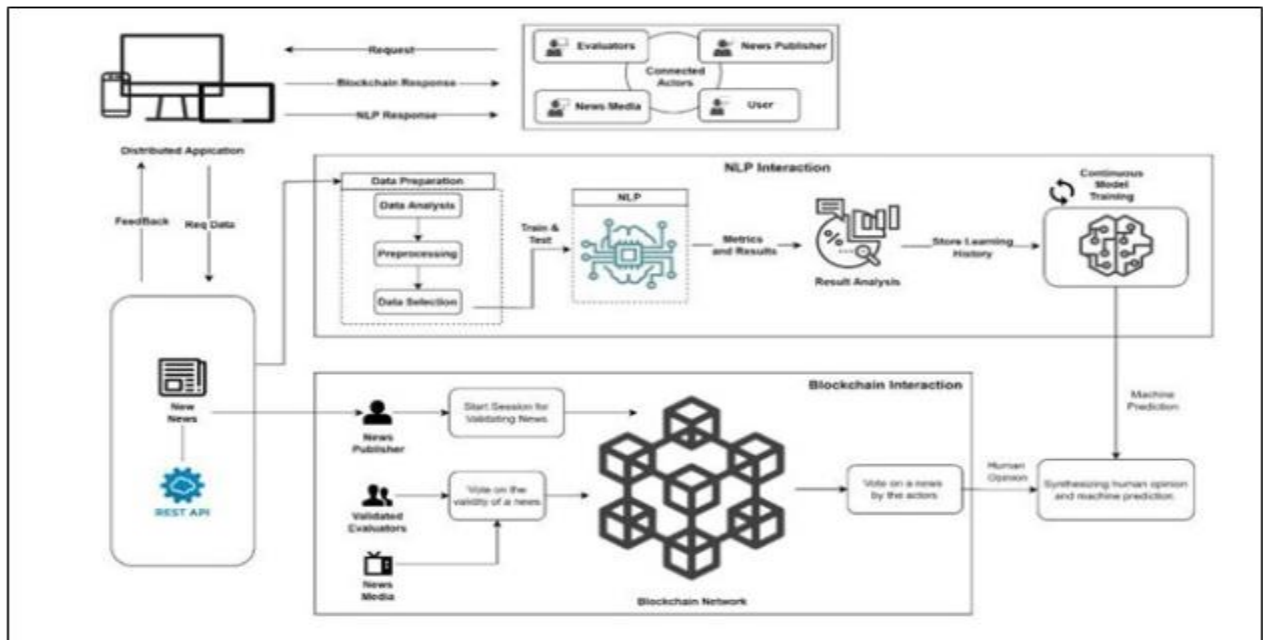 Request
Blockchain Response
NLP Response
Evaluators
News Publisher
Connected
Actors
News Media
User
Distributed Appication
FeedBack
Req Data
NLP Interaction
Data Preparation
Data Analysis
Preprocessing
Data Selection
Train &
Test
NLP
Metrics
and Results
Result Analysis
Store Learning
History
Continuous
Model
Training
New
News
REST API
Blockchain Interaction
News
Publisher
Start Session for
Validating News
Validated
Evaluators
Vote on the
validity of a news
News
Media
Blockchain Network
Vote on a news
by the actors
Human
Opinion
Machine
Prediction
Synthesizing human opinion
and machine prediction